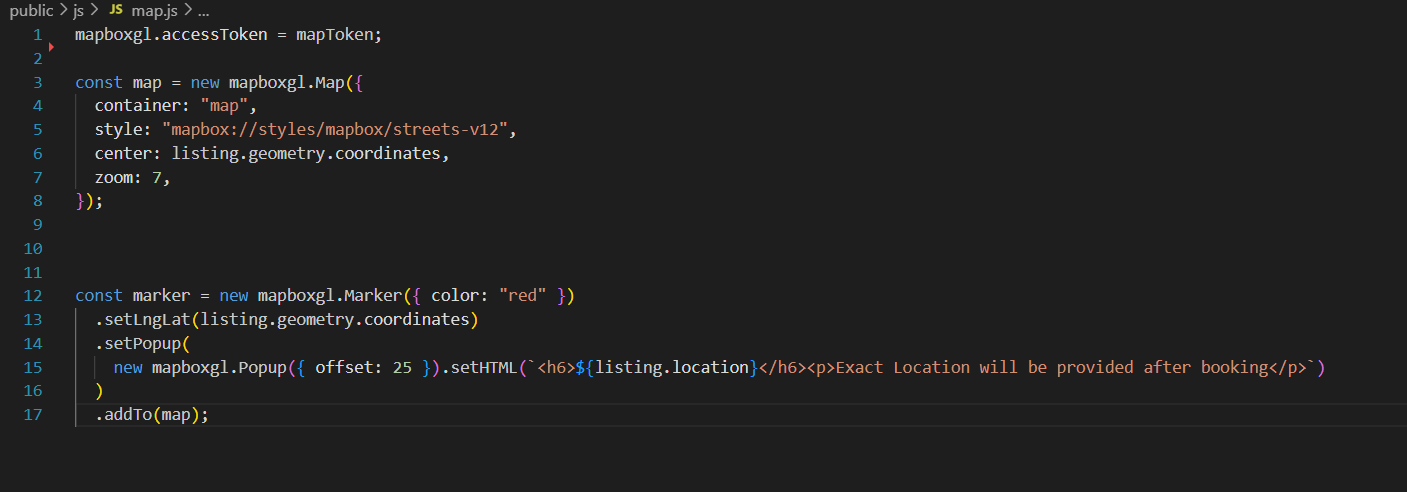 public > js > JS map.js > ...
1 mapboxgl.accessToken = mapToken;
2
3 const map = new mapboxgl.Map({
4   container: "map",
5   style: "mapbox://styles/mapbox/streets-v12",
6   center: listing.geometry.coordinates,
7   zoom: 7,
8 });
9
10
11
12 const marker = new mapboxgl.Marker({ color: "red" })
13   .setLngLat(listing.geometry.coordinates)
14   .setPopup(
15     new mapboxgl.Popup({ offset: 25 }).setHTML(`<h6>${listing.location}</h6><p>Exact Location will be provided after booking</p>`)
16   )
17   .addTo(map);